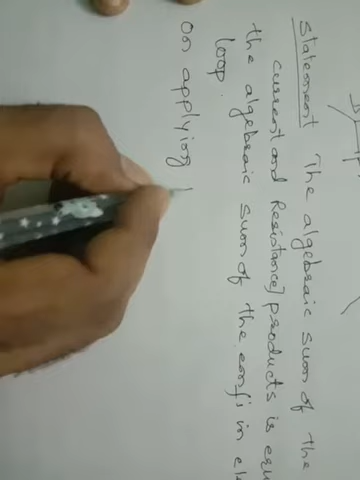 Statement The algebraic sum of the
current and Resistance] products is equ
the algebraic sum of the emf's in cl
loop.
on applying